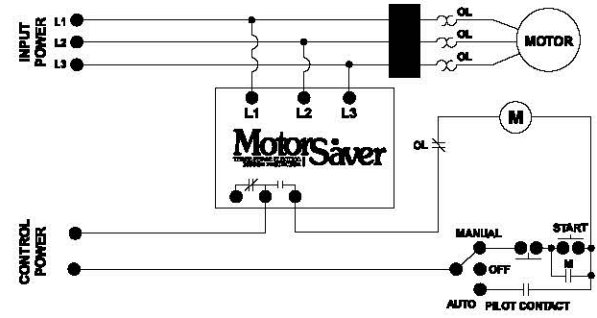 INPUT
POWER
L1
L2
L3
OL
OL
OL
MOTOR
L1
L2
L3
MotorSaver
M
OL
CONTROL
POWER
MANUAL
START
OFF
M
AUTO
PILOT CONTACT